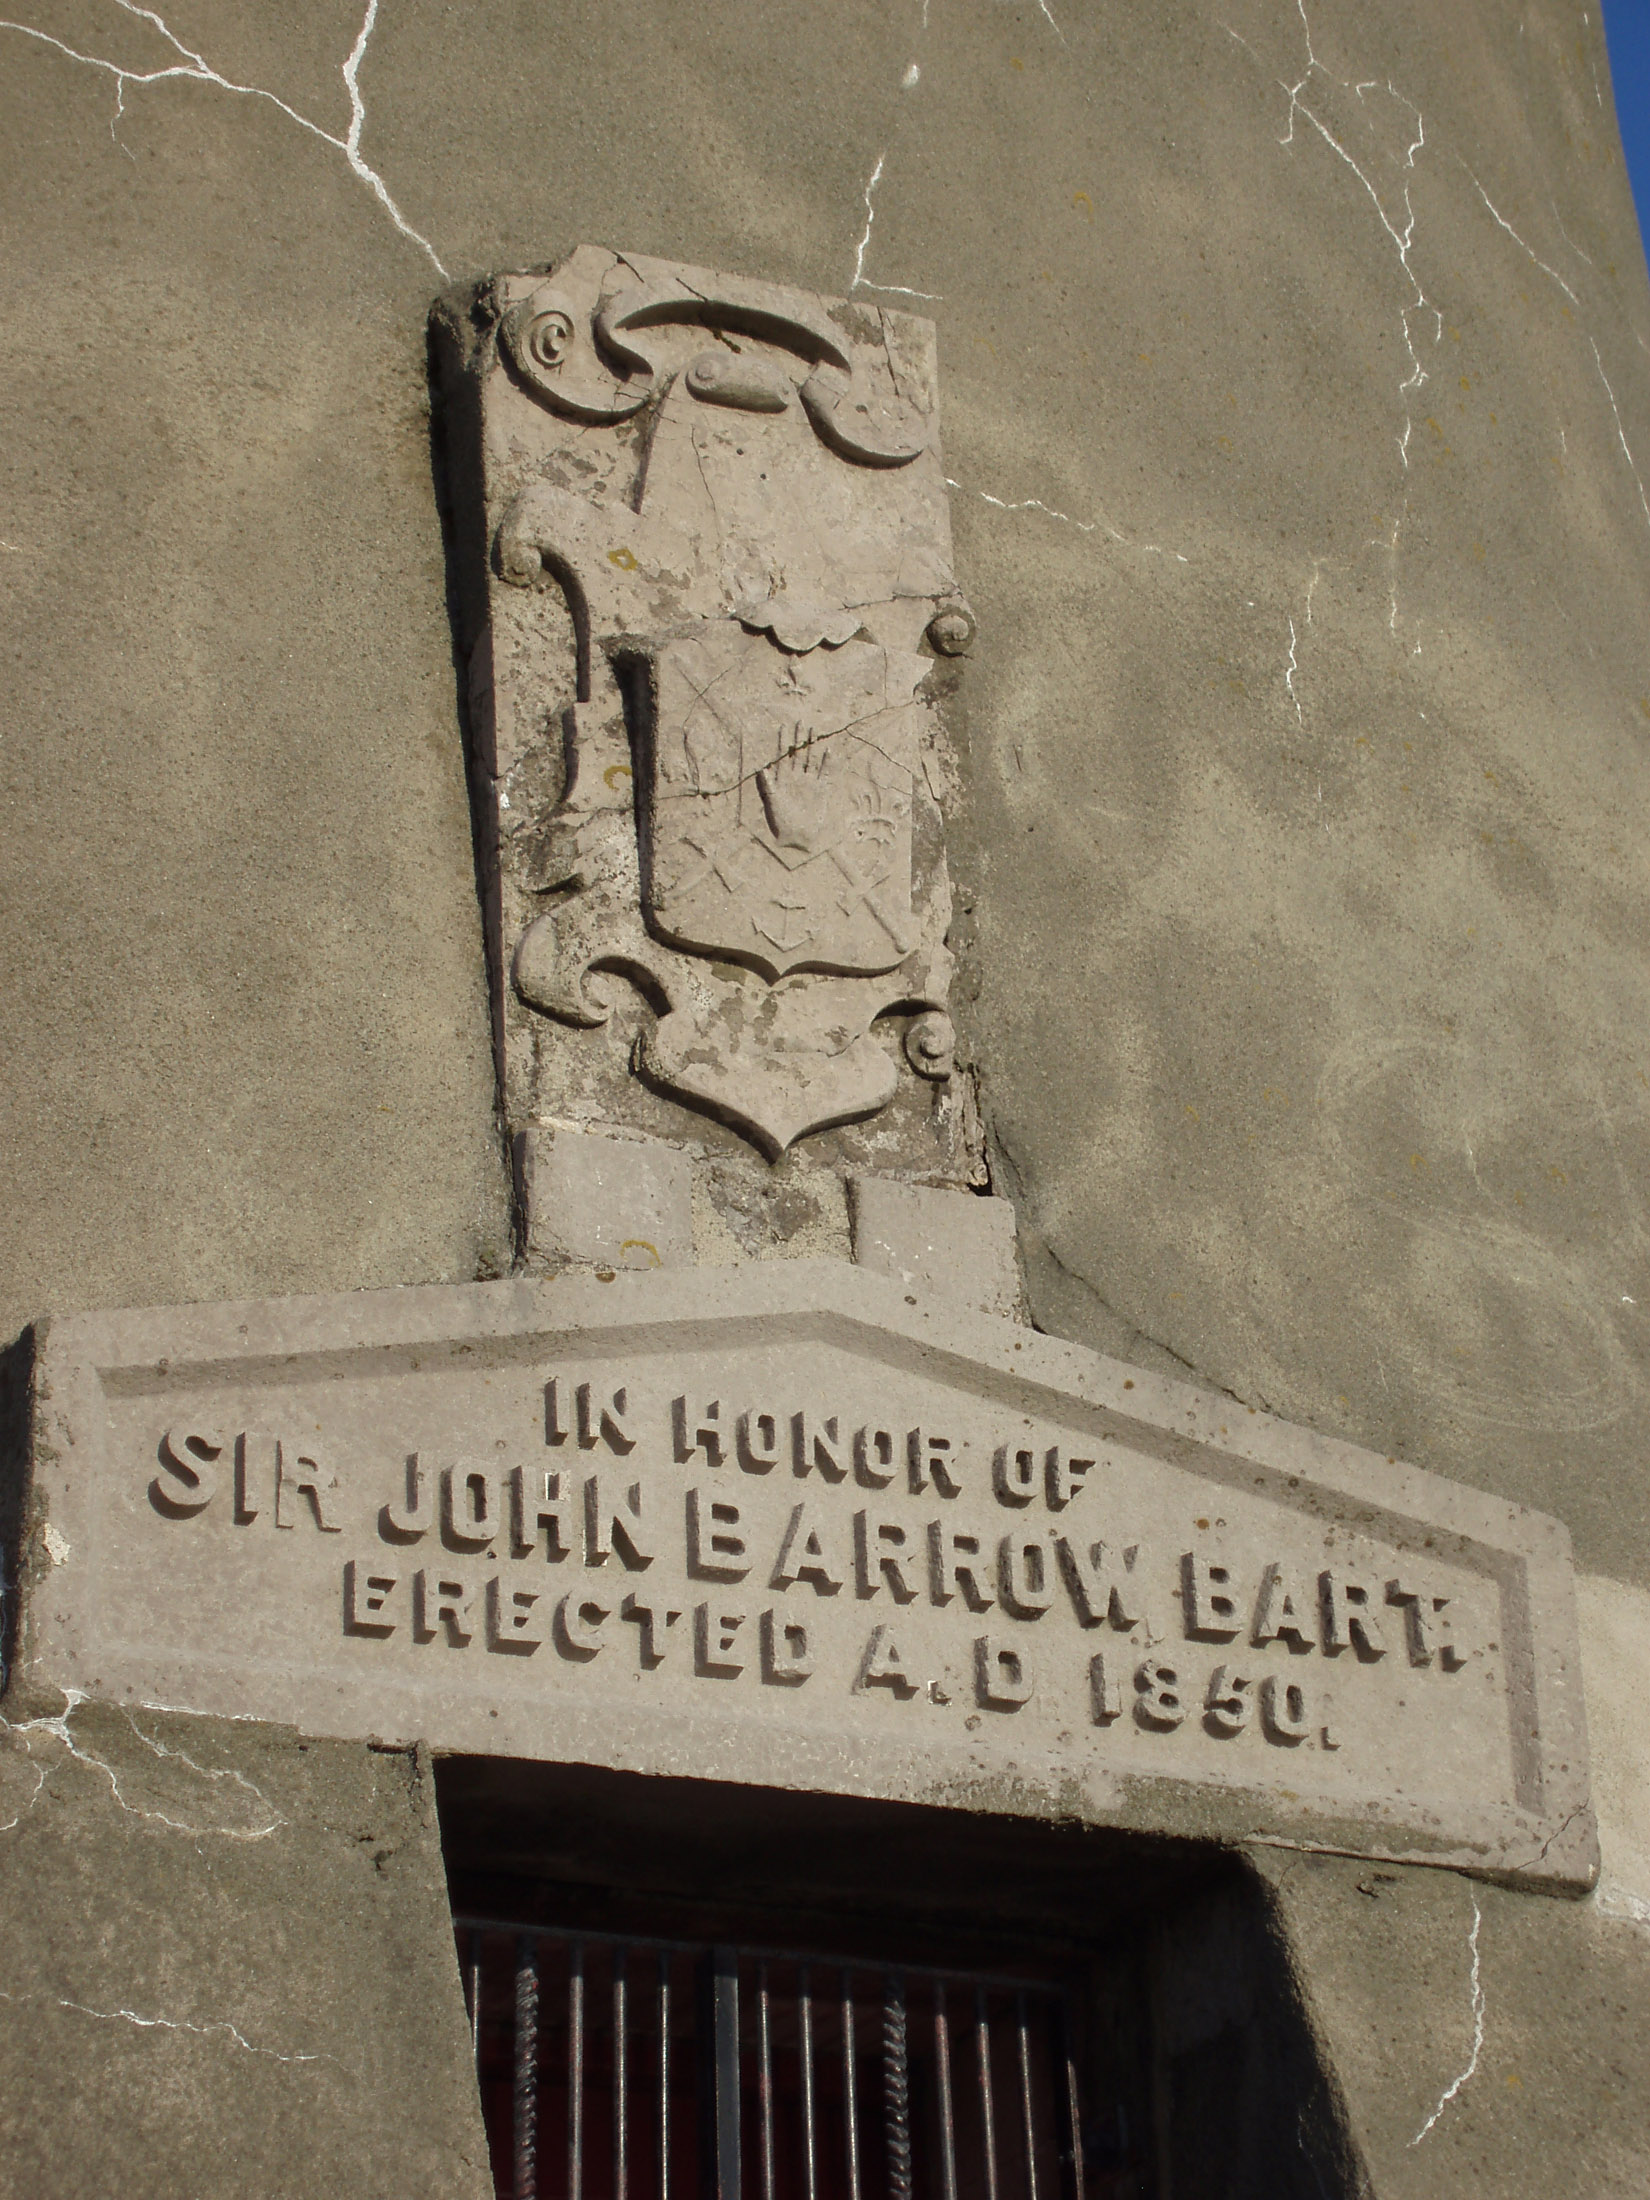 IN HONOR OF
SIR JOHN BARROW BART.
ERECTED A.D 1850.